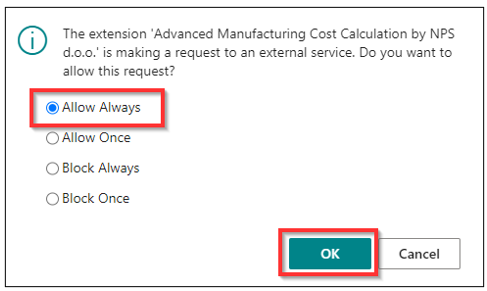 The extension 'Advanced Manufacturing Cost Calculation by NPS
d.o.o.' is making a request to an external service. Do you want to
allow this request?
Allow Always
Allow Once
Block Always
Block Once
OK
Cancel